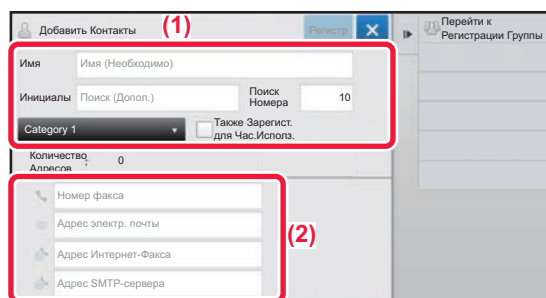 Добавить Контакты
(1)
Регистр
Перейти к
Регистрации Группы
Имя
Имя (Необходимо)
Инициалы
Поиск (Допол.)
Поиск
Номера
10
Category 1
Также Зарегист.
для Час.Исполз.
Количество
Адресов
:
0
Номер факса
Адрес электр. почты
(2)
Адрес Интернет-Факса
Адрес SMTP-сервера